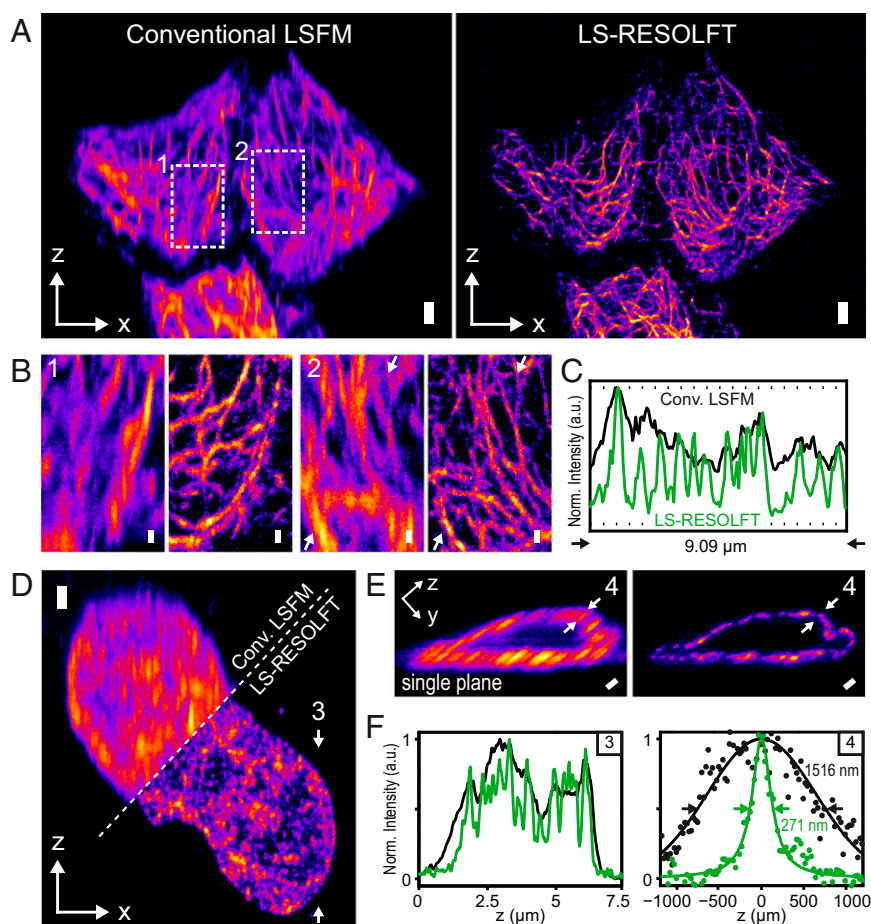 A
Conventional LSFM
LS-RESOLFT
1
2
z
x
z
x
B
1
2
C
Conv. LSFM
Norm. Intensity (a.u.)
LS-RESOLFT
9.09 µm
D
Conv. LSFM
LS-RESOLFT
3
z
x
E
z
y
4
single plane
4
F
Norm. Intensity (a.u.)
1
0
3
0
2.5
5
7.5
z (µm)
1
0
4
1516 nm
271 nm
−1000
−500
0
500
1000
z (µm)